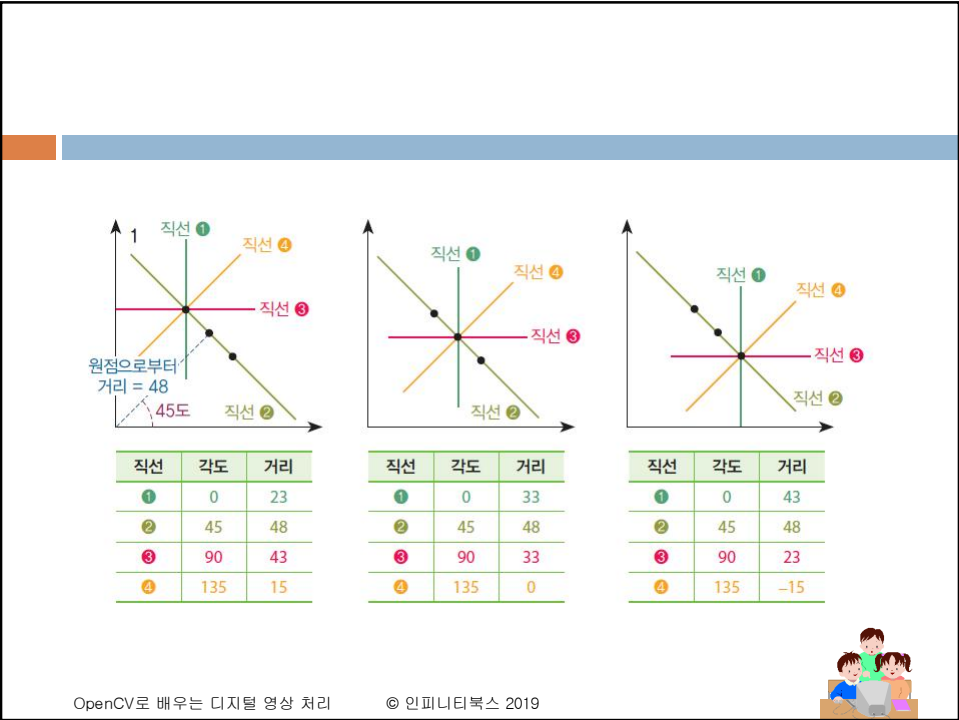 1
직선 ❶
직선 ❹
직선 ❸
원점으로부터
거리 = 48
45도
직선 ❷
직선 ❶
직선 ❹
직선 ❸
직선 ❷
직선 ❶
직선 ❹
직선 ❸
직선 ❷
직선 각도 거리
❶ 0 23
❷ 45 48
❸ 90 43
❹ 135 15
직선 각도 거리
❶ 0 33
❷ 45 48
❸ 90 33
❹ 135 0
직선 각도 거리
❶ 0 43
❷ 45 48
❸ 90 23
❹ 135 –15
OpenCV로 배우는 디지털 영상 처리 © 인피니티북스 2019